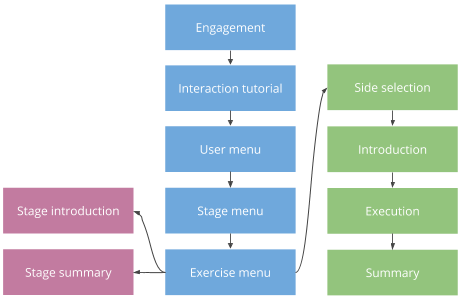 Engagement
Interaction tutorial
User menu
Stage menu
Exercise menu
Stage introduction
Stage summary
Side selection
Introduction
Execution
Summary